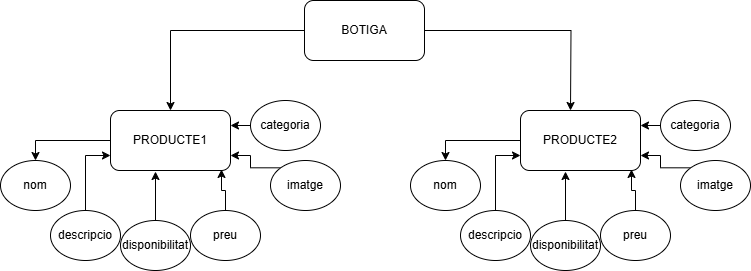 BOTIGA
PRODUCTE1
categoria
nom
imatge
descripcio
disponibilitat
preu
PRODUCTE2
categoria
nom
imatge
descripcio
disponibilitat
preu